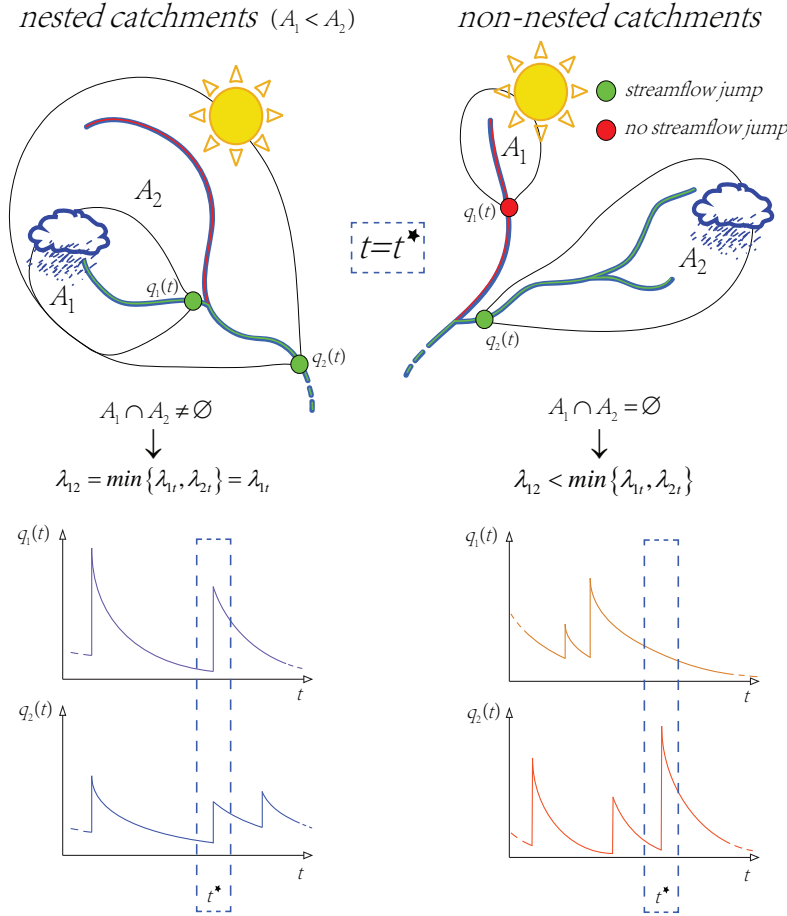 nested catchments (A₁ < A₂)
non-nested catchments
streamflow jump
no streamflow jump
A₁
A₂
q₁(t)
q₂(t)
t=t★
A₁
A₂
q₁(t)
q₂(t)
A₁ ∩ A₂ ≠ ∅
A₁ ∩ A₂ = ∅
λ₁₂ = min{λ₁ₜ, λ₂ₜ} = λ₁ₜ
λ₁₂ < min{λ₁ₜ, λ₂ₜ}
q₁(t)
t
q₂(t)
t
t★
q₁(t)
t
q₂(t)
t
t★